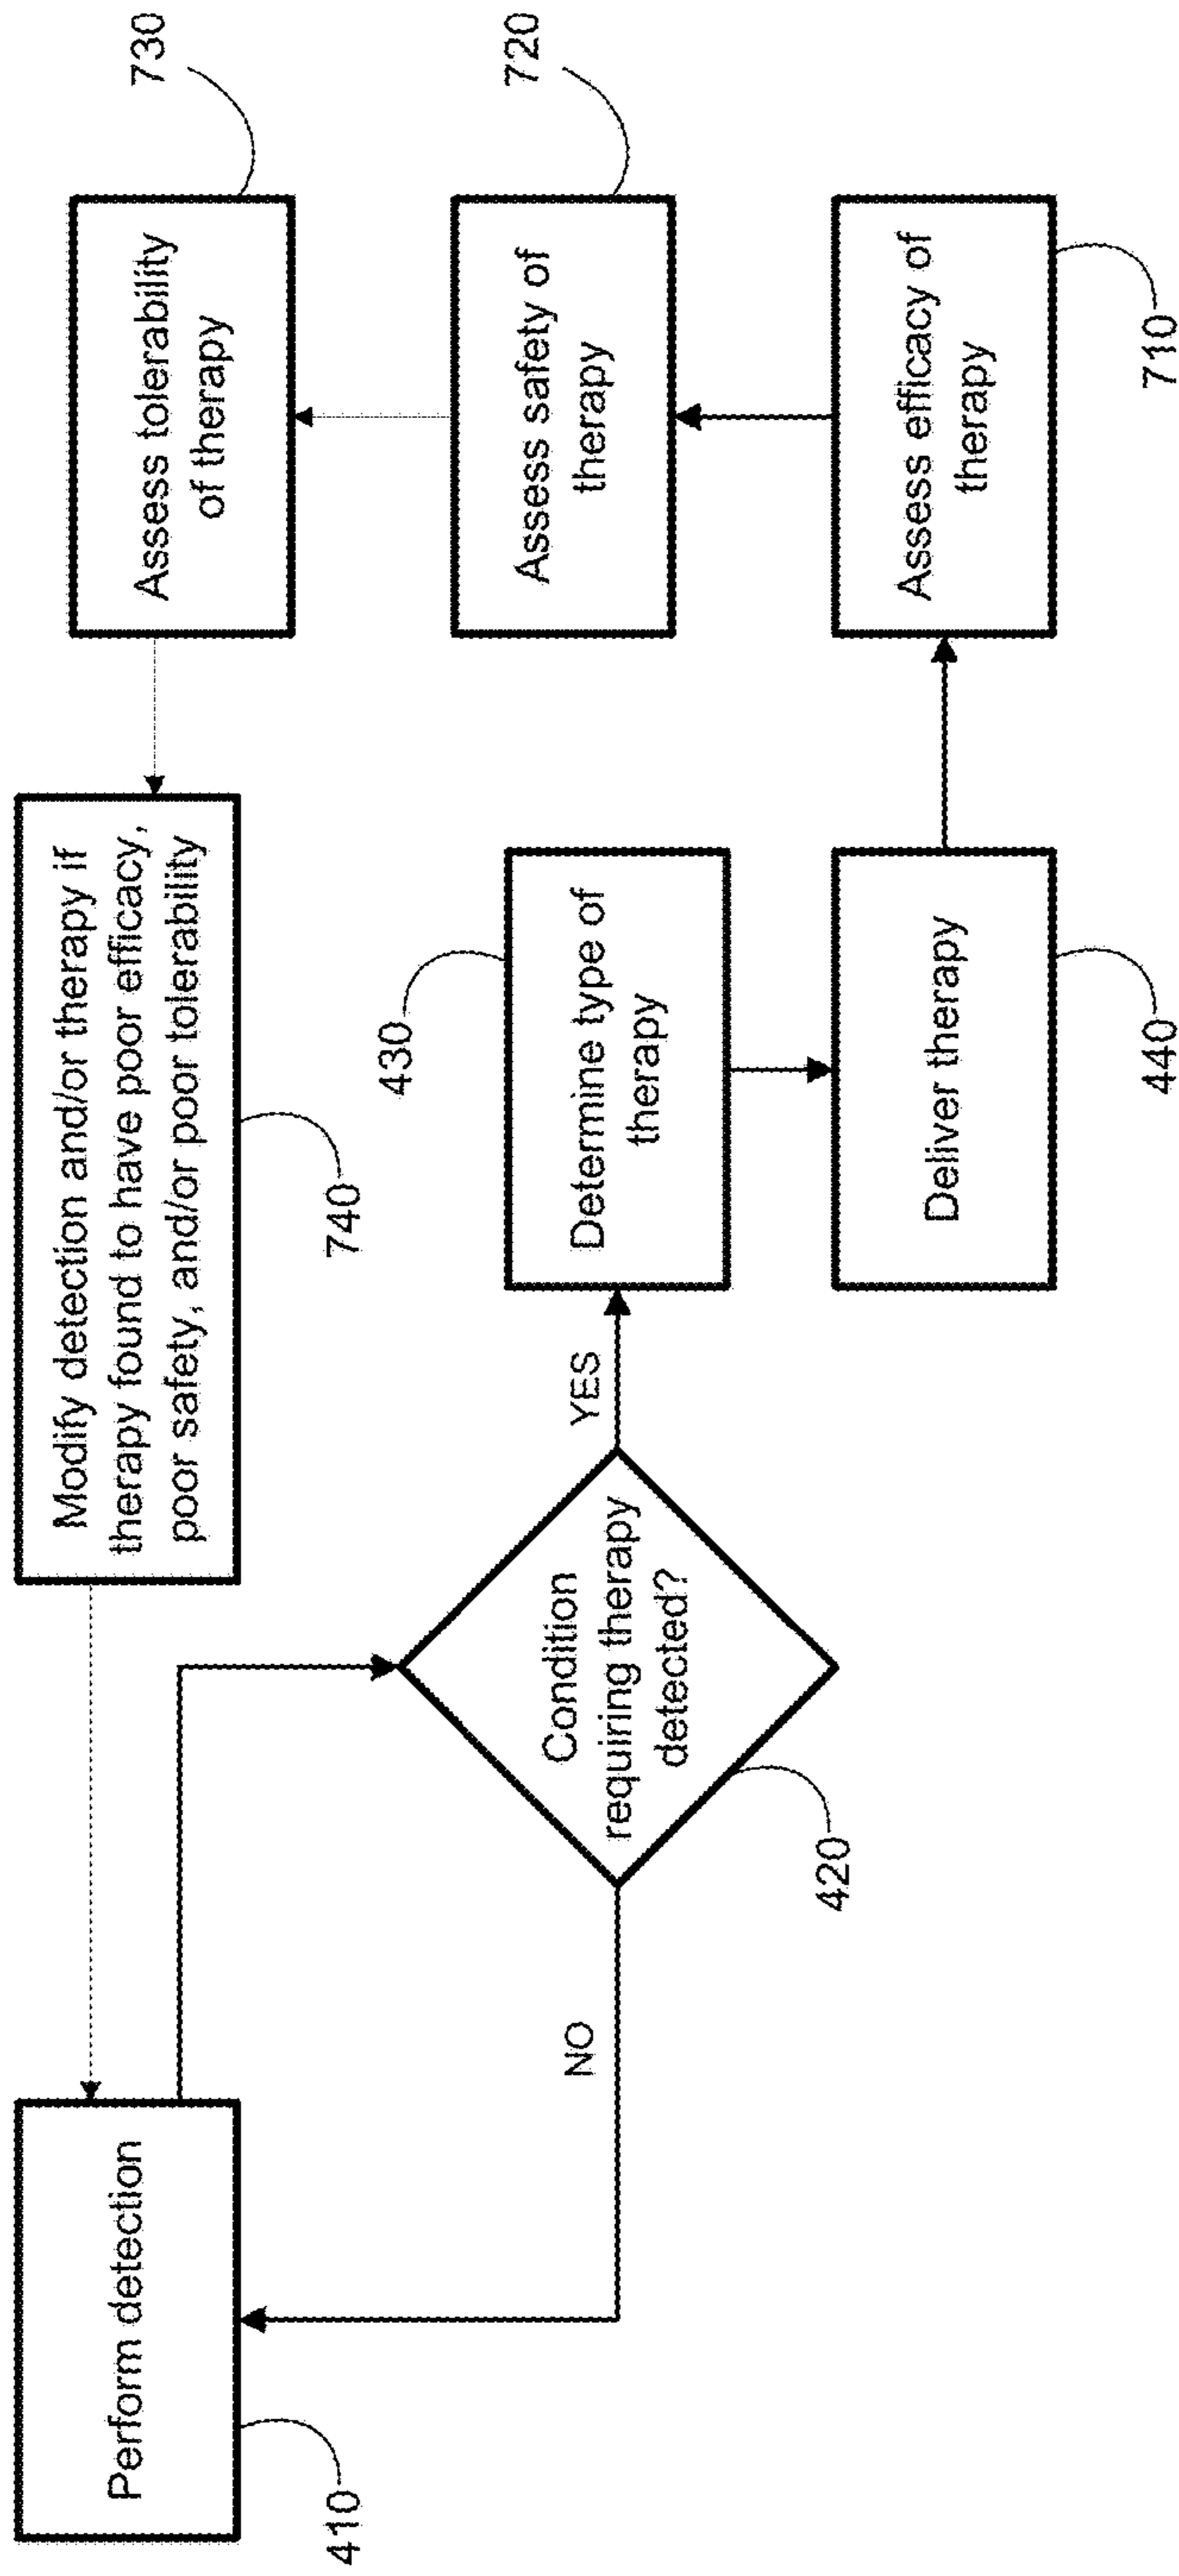 Perform detection
410
Modify detection and/or therapy if
therapy found to have poor efficacy,
poor safety, and/or poor tolerability
740
Assess tolerability
of therapy
730
Condition
requiring therapy
detected?
420
NO
YES
Determine type of
therapy
430
Assess safety of
therapy
720
Deliver therapy
440
Assess efficacy of
therapy
710